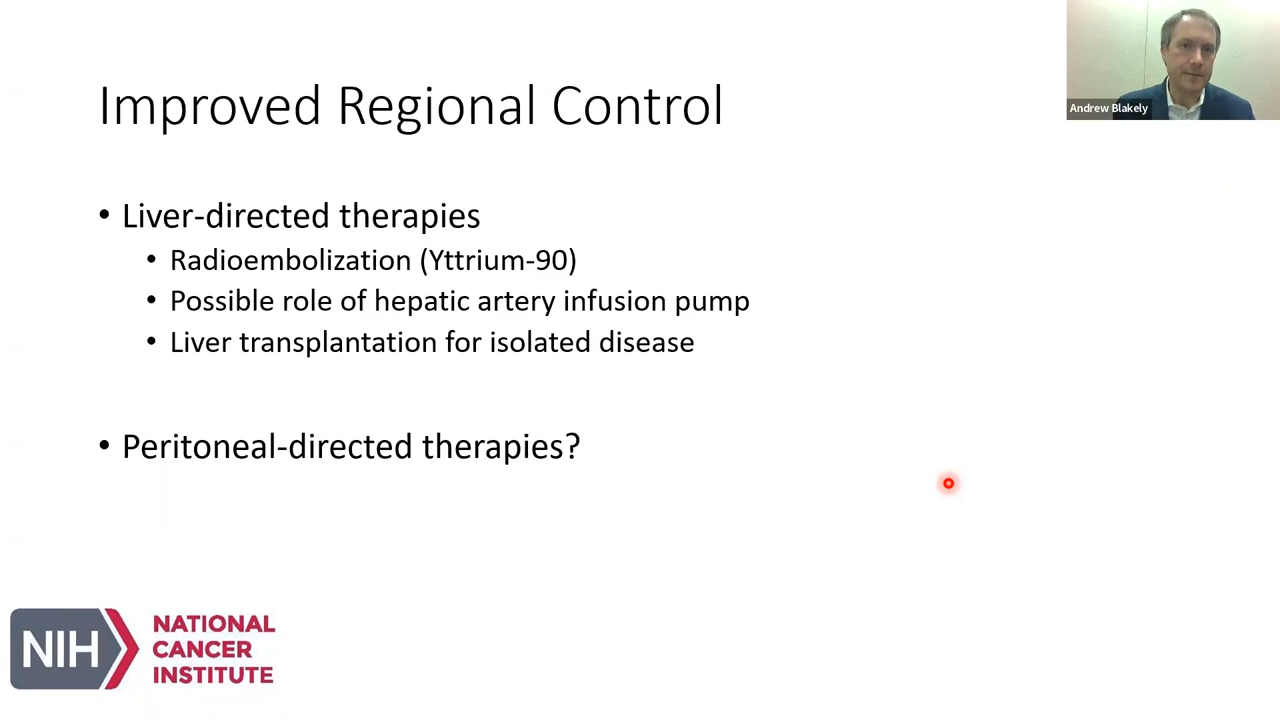 Improved Regional Control
Andrew Blakely
• Liver-directed therapies
• Radioembolization (Yttrium-90)
• Possible role of hepatic artery infusion pump
• Liver transplantation for isolated disease
• Peritoneal-directed therapies?
NIH
NATIONAL
CANCER
INSTITUTE